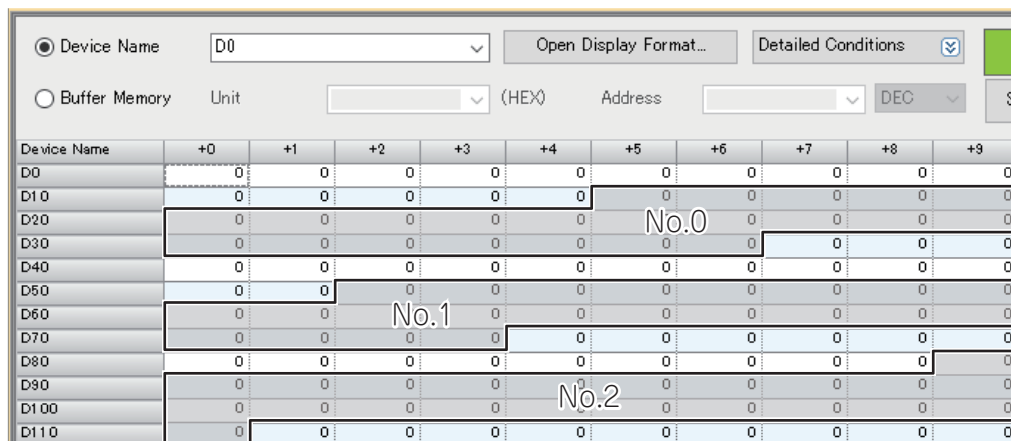 Device Name D0 Open Display Format... Detailed Conditions
Buffer Memory Unit (HEX) Address DEC
Device Name +0 +1 +2 +3 +4 +5 +6 +7 +8 +9
D0 0 0 0 0 0 0 0 0 0 0
D10 0 0 0 0 0 0 0 0 0 0
D20 0 0 0 0 0 0 0 0 0 0
No.0
D30 0 0 0 0 0 0 0 0 0 0
D40 0 0 0 0 0 0 0 0 0 0
D50 0 0 0 0 0 0 0 0 0 0
D60 0 0 0 0 0 0 0 0 0 0
No.1
D70 0 0 0 0 0 0 0 0 0 0
D80 0 0 0 0 0 0 0 0 0 0
D90 0 0 0 0 0 0 0 0 0 0
No.2
D100 0 0 0 0 0 0 0 0 0 0
D110 0 0 0 0 0 0 0 0 0 0